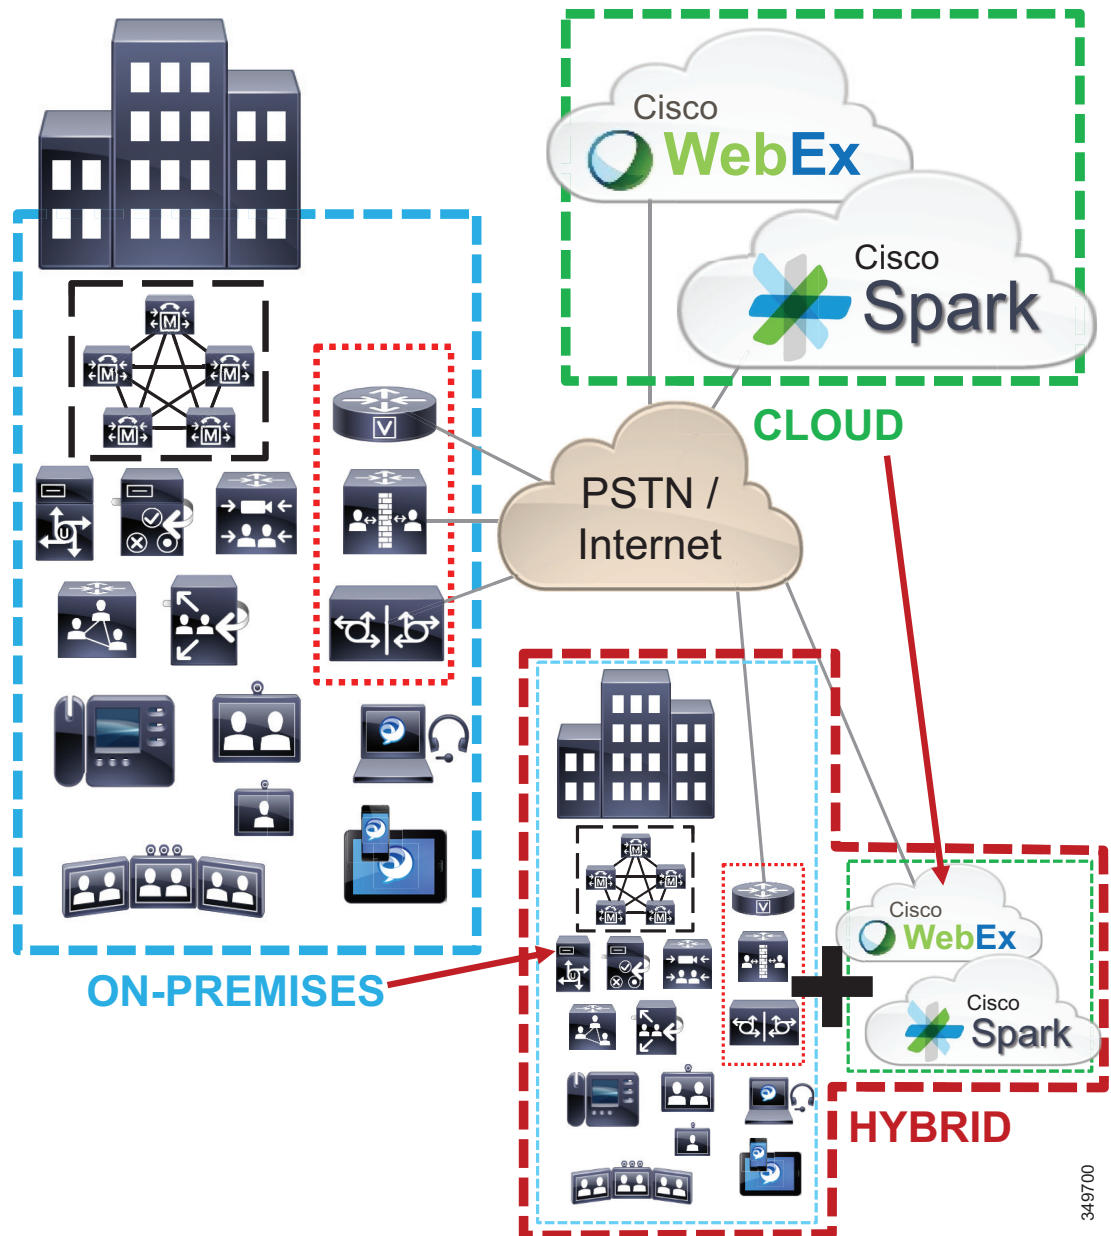 Cisco
WebEx
Cisco
Spark
CLOUD
M
M
M
M
M
V
U
PSTN /
Internet
ON-PREMISES
M
M
M
M
M
V
U
Cisco
WebEx
Cisco
Spark
HYBRID
349700